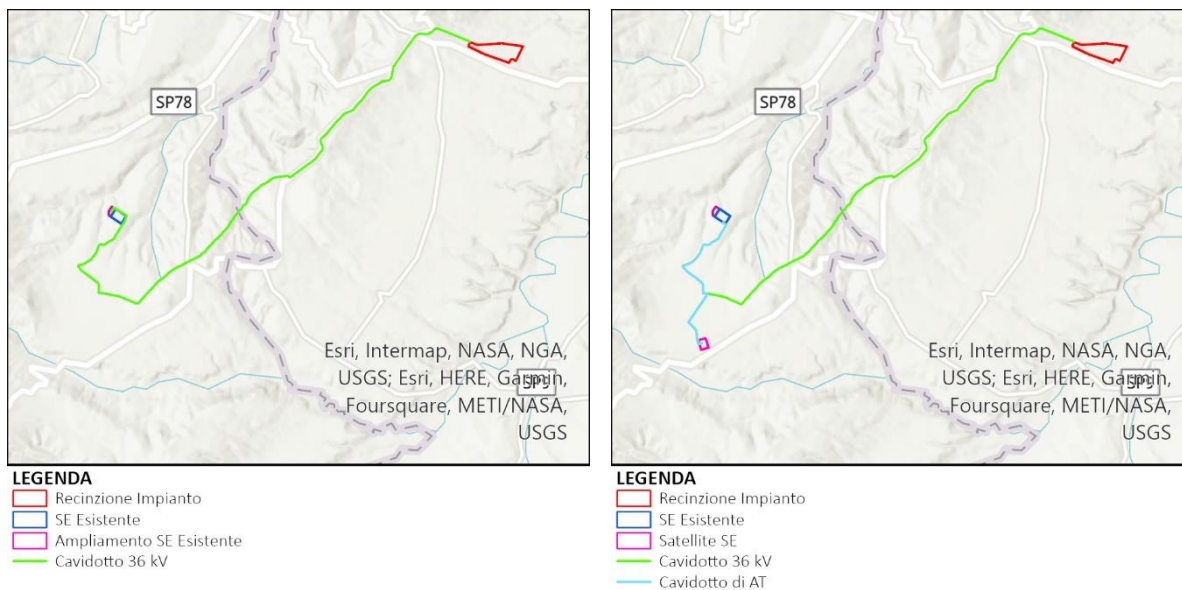 SP78
Esri, Intermap, NASA, NGA,
USGS; Esri, HERE, Garmin,
Foursquare, METI/NASA,
USGS
LEGENDA
Recinzione Impianto
SE Esistente
Ampliamento SE Esistente
Cavidotto 36 kV
SP78
Esri, Intermap, NASA, NGA,
USGS; Esri, HERE, Garmin,
Foursquare, METI/NASA,
USGS
LEGENDA
Recinzione Impianto
SE Esistente
Satellite SE
Cavidotto 36 kV
Cavidotto di AT